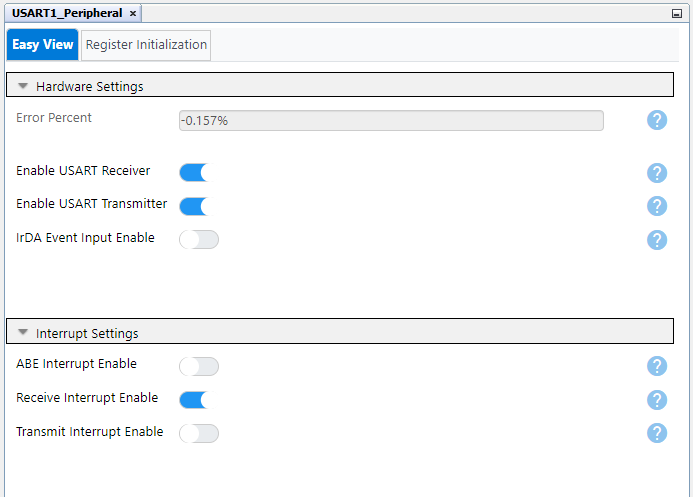 USART1_Peripheral ×
Easy View Register Initialization
Hardware Settings
Error Percent -0.157% ?
Enable USART Receiver ?
Enable USART Transmitter ?
IrDA Event Input Enable ?
Interrupt Settings
ABE Interrupt Enable ?
Receive Interrupt Enable ?
Transmit Interrupt Enable ?